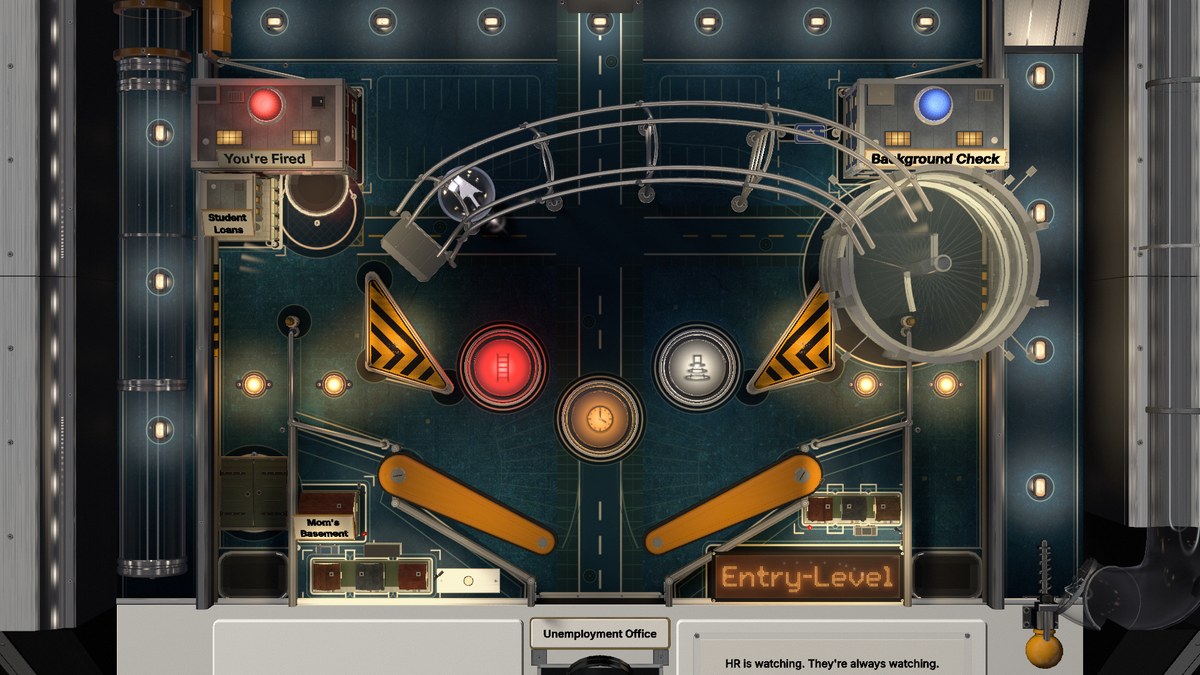 You're Fired
Background Check
Student
Loans
Mom's
Basement
Entry-Level
Unemployment Office
HR is watching. They're always watching.